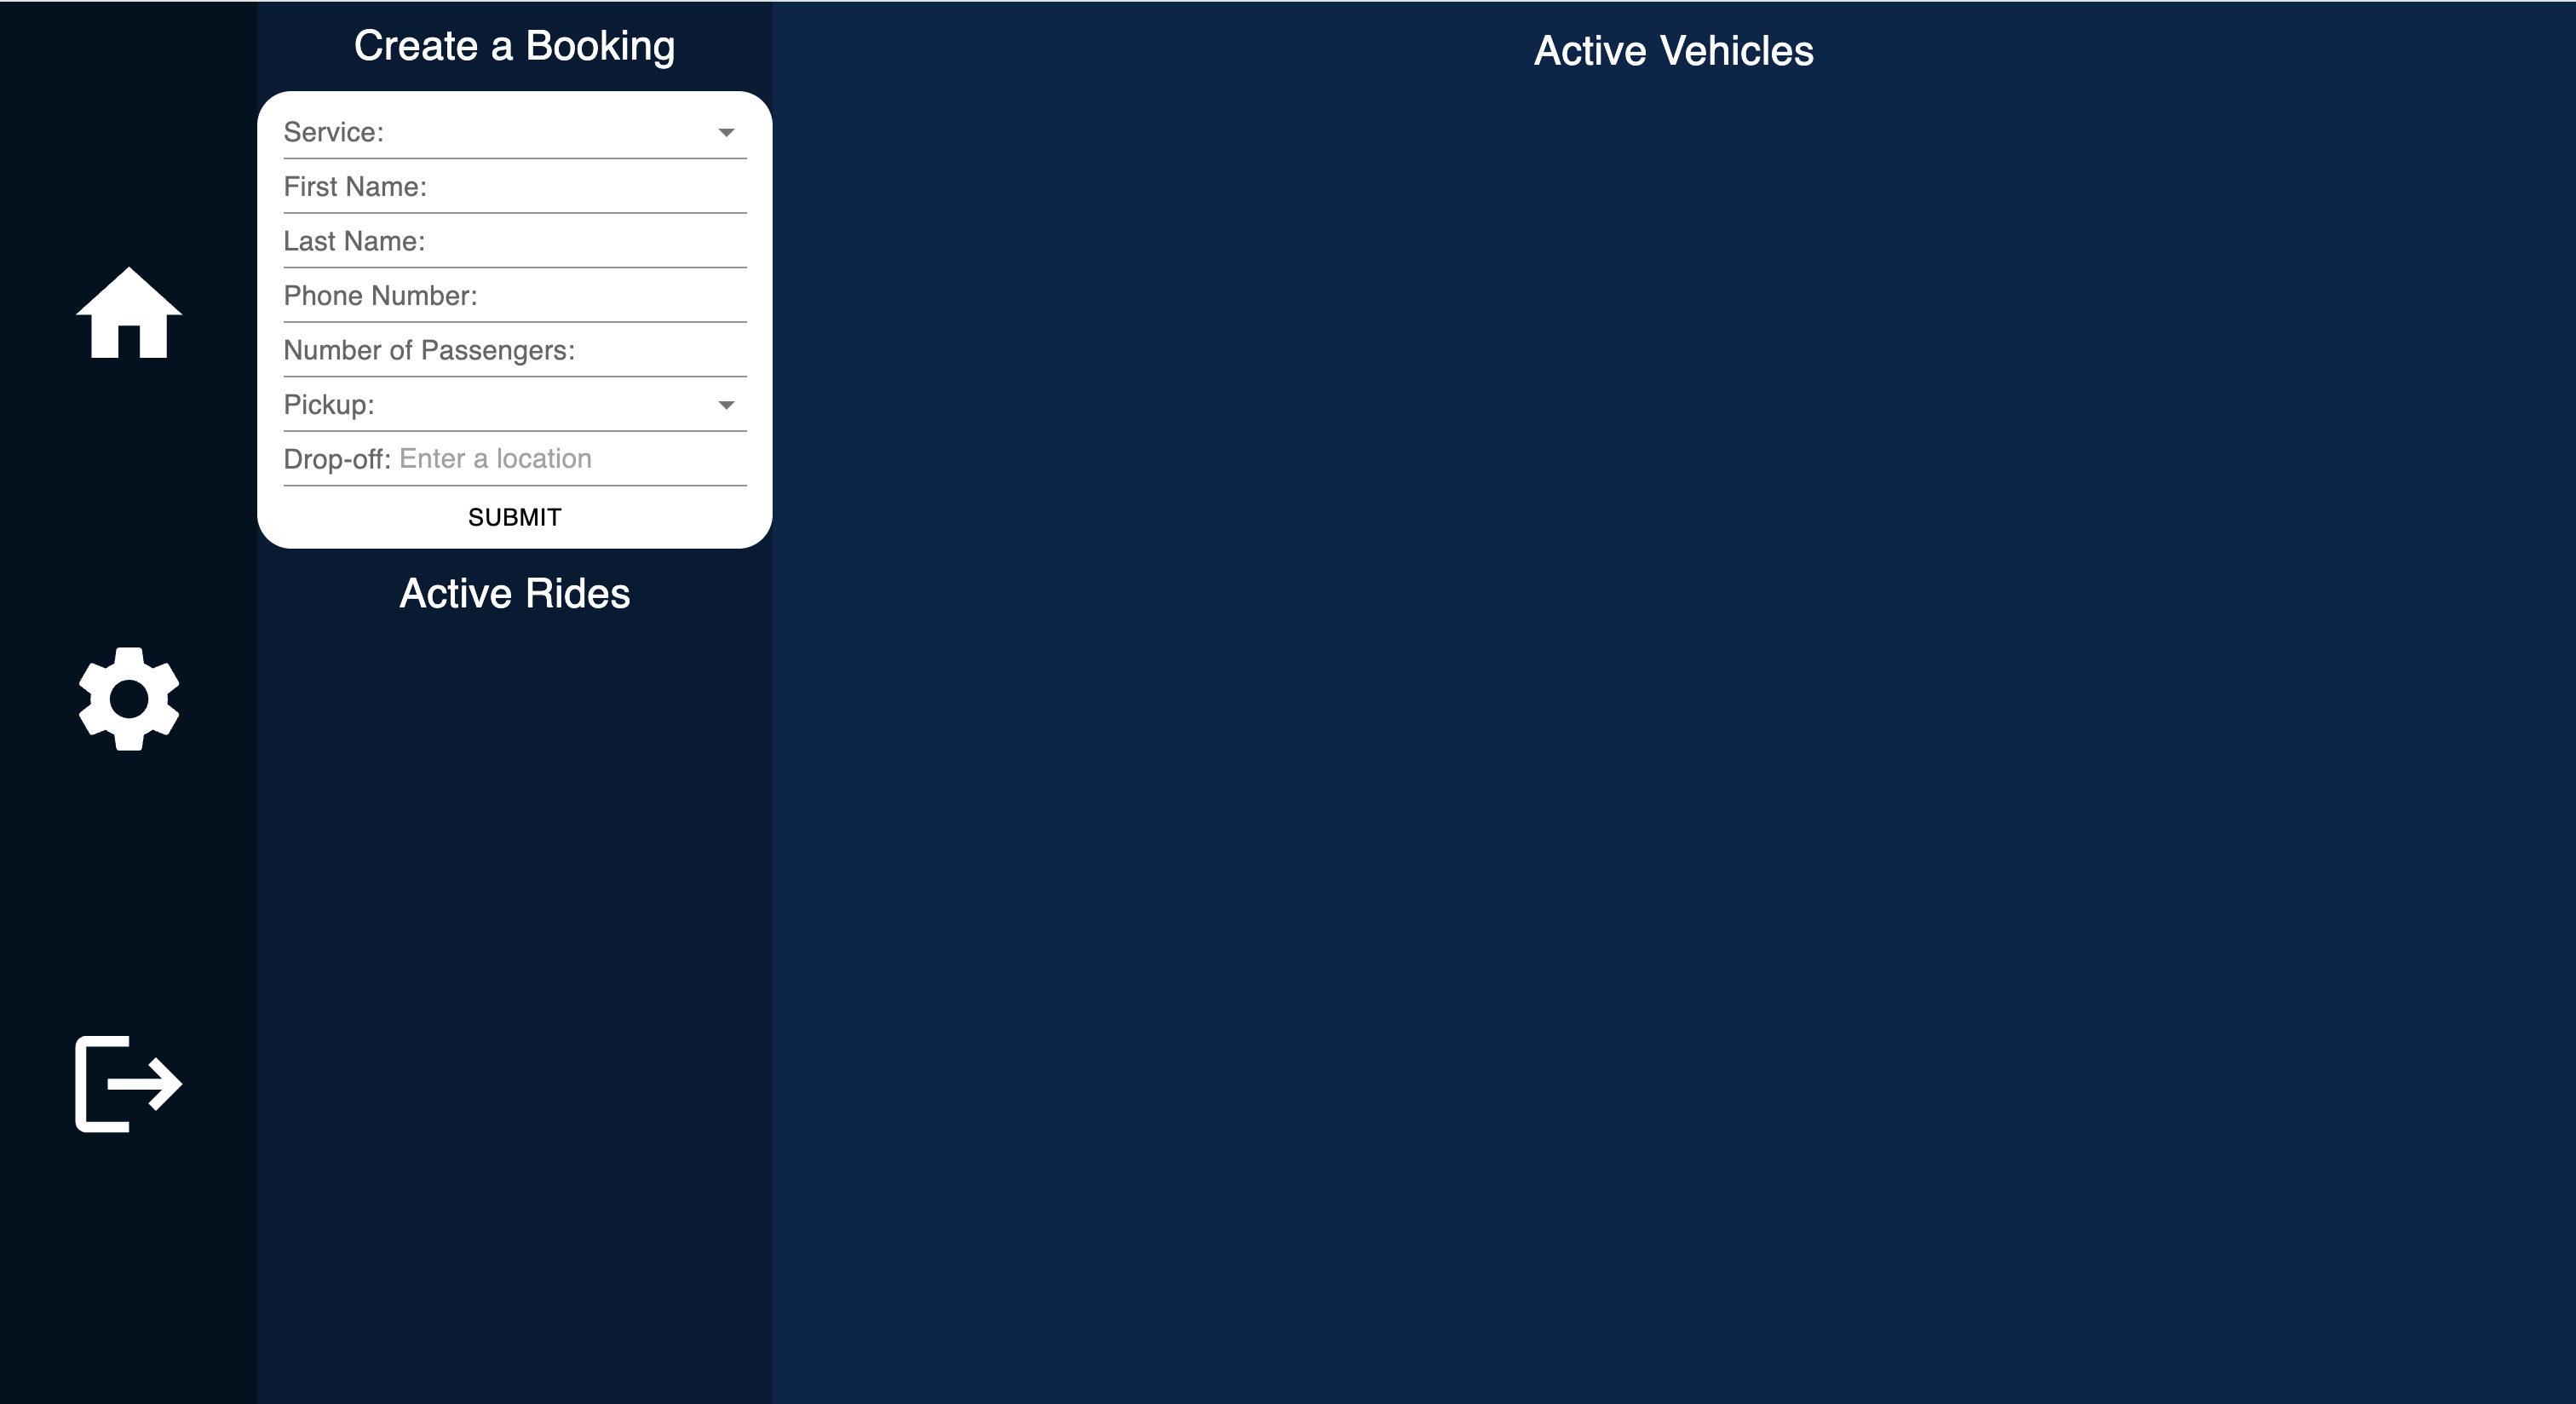 Create a Booking
Service:
First Name:
Last Name:
Phone Number:
Number of Passengers:
Pickup:
Drop-off: Enter a location
SUBMIT
Active Rides
Active Vehicles